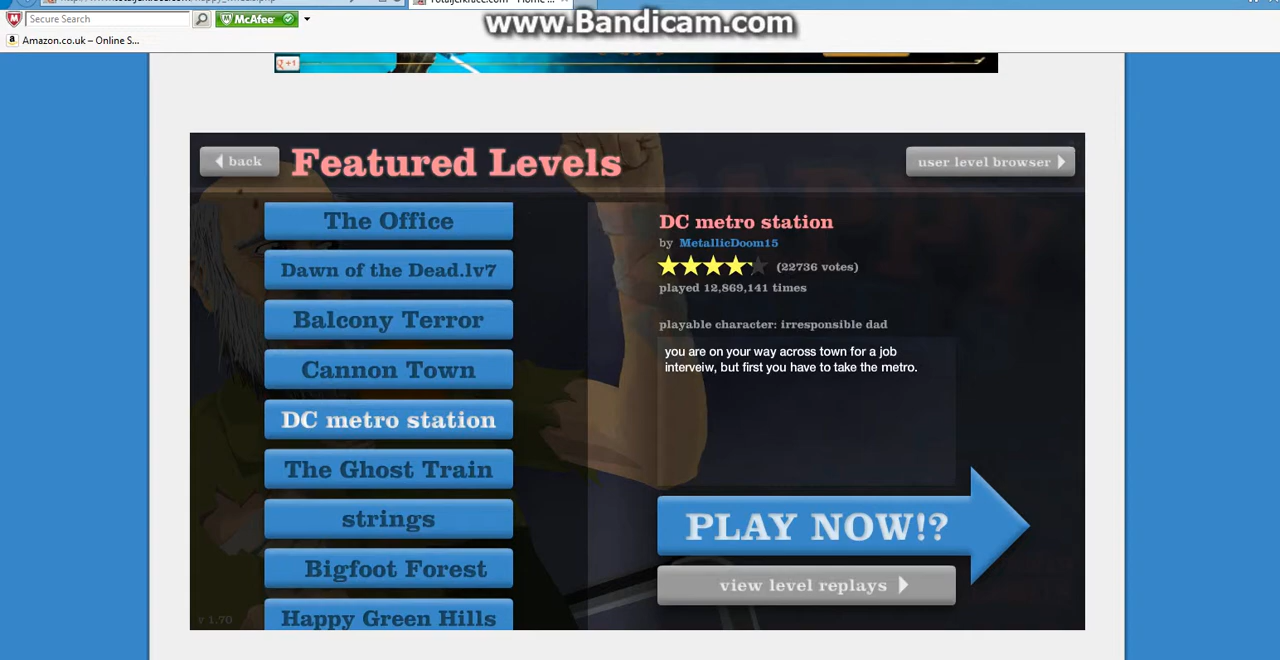 www.Bandicam.com
Secure Search
McAfee
Amazon.co.uk – Online S...
+1
back
Featured Levels
user level browser
The Office
Dawn of the Dead.lv7
Balcony Terror
Cannon Town
DC metro station
The Ghost Train
strings
Bigfoot Forest
Happy Green Hills
v 1.70
DC metro station
by MetallicDoom15
(22736 votes)
played 12,869,141 times
playable character: irresponsible dad
you are on your way across town for a job
interveiw, but first you have to take the metro.
PLAY NOW!?
view level replays